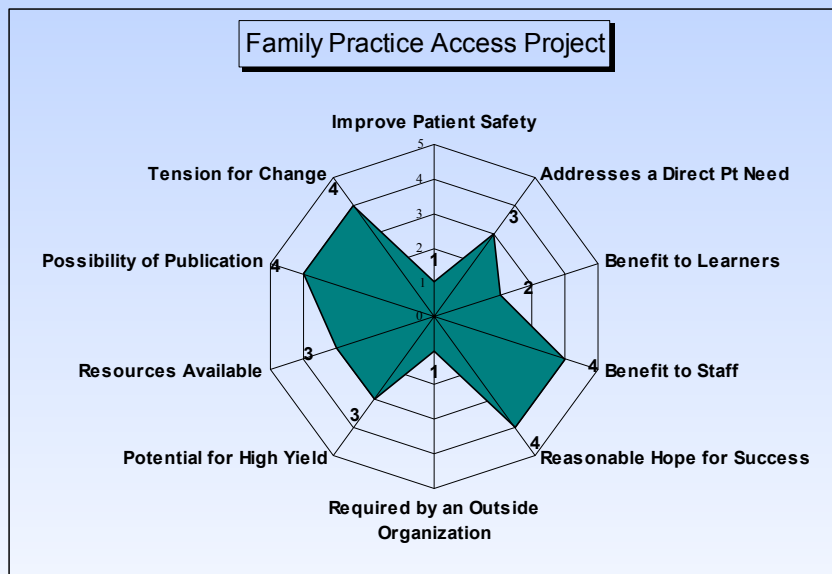 Family Practice Access Project
Improve Patient Safety
5
Tension for Change
Addresses a Direct Pt Need
4
4
3
3
2
1
Possibility of Publication
4
Benefit to Learners
2
1
0
Resources Available
3
4
Benefit to Staff
1
3
4
Potential for High Yield
Reasonable Hope for Success
Required by an Outside
Organization